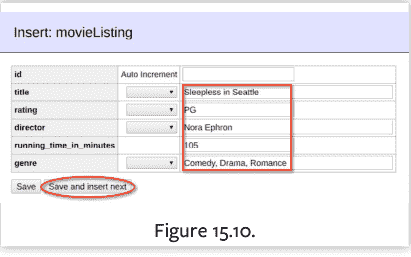 Insert: movieListing
id Auto Increment
title Sleepless in Seattle
rating PG
director Nora Ephron
running_time_in_minutes 105
genre Comedy, Drama, Romance
Save Save and insert next
Figure 15.10.